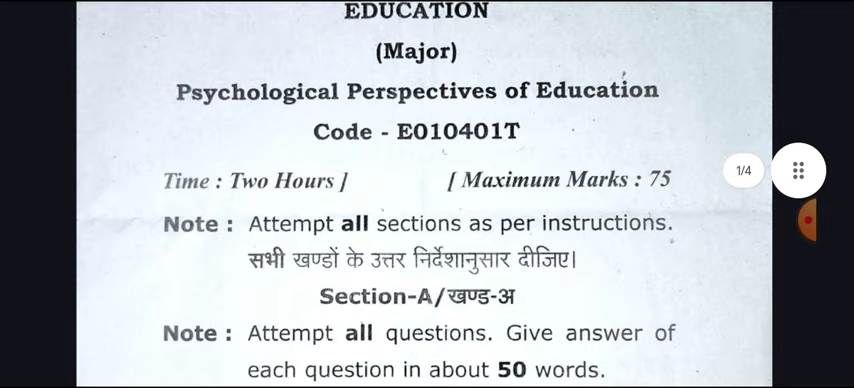 EDUCATION
(Major)
Psychological Perspectives of Education
Code - E010401T
Time : Two Hours ] [ Maximum Marks : 75
Note : Attempt all sections as per instructions.
सभी खण्डों के उत्तर निर्देशानुसार दीजिए।
Section-A/खण्ड-अ
Note : Attempt all questions. Give answer of
each question in about 50 words.
1/4